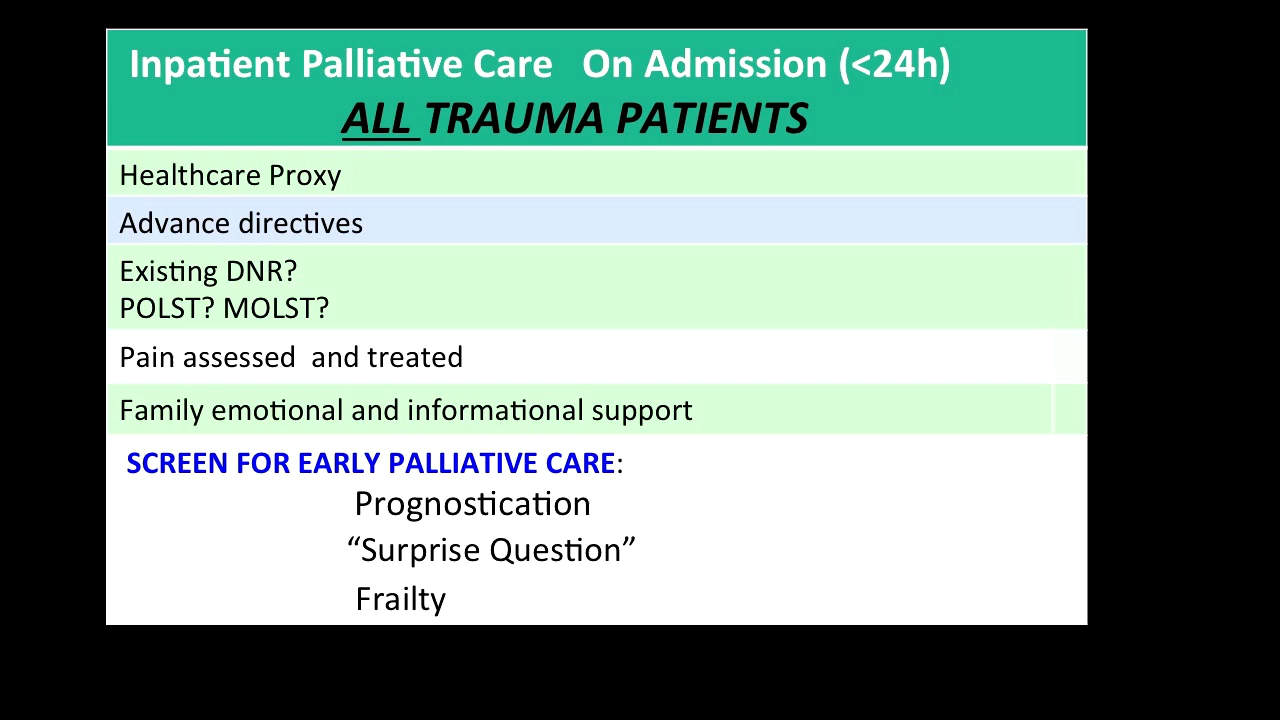 Inpatient Palliative Care On Admission (<24h)
ALL TRAUMA PATIENTS
Healthcare Proxy
Advance directives
Existing DNR?
POLST? MOLST?
Pain assessed and treated
Family emotional and informational support
SCREEN FOR EARLY PALLIATIVE CARE:
Prognostication
“Surprise Question”
Frailty